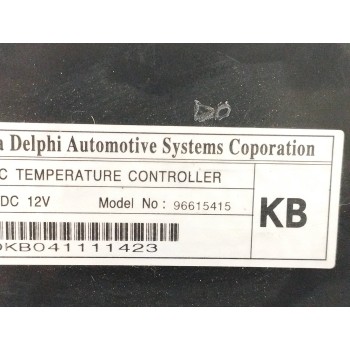 Delphi Automotive Systems Coporation
TEMPERATURE CONTROLLER
DC 12V Model No : 96615415
KB
KB041111423